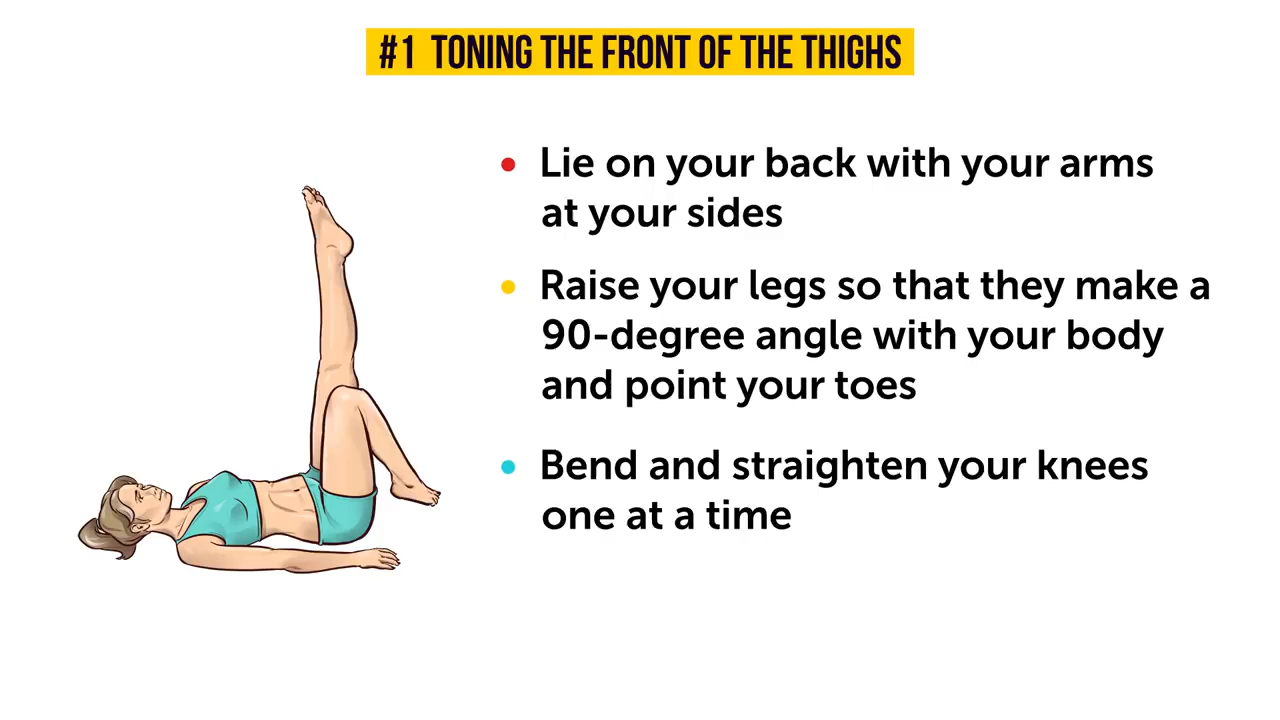 #1 TONING THE FRONT OF THE THIGHS
• Lie on your back with your arms
at your sides
• Raise your legs so that they make a
90-degree angle with your body
and point your toes
• Bend and straighten your knees
one at a time